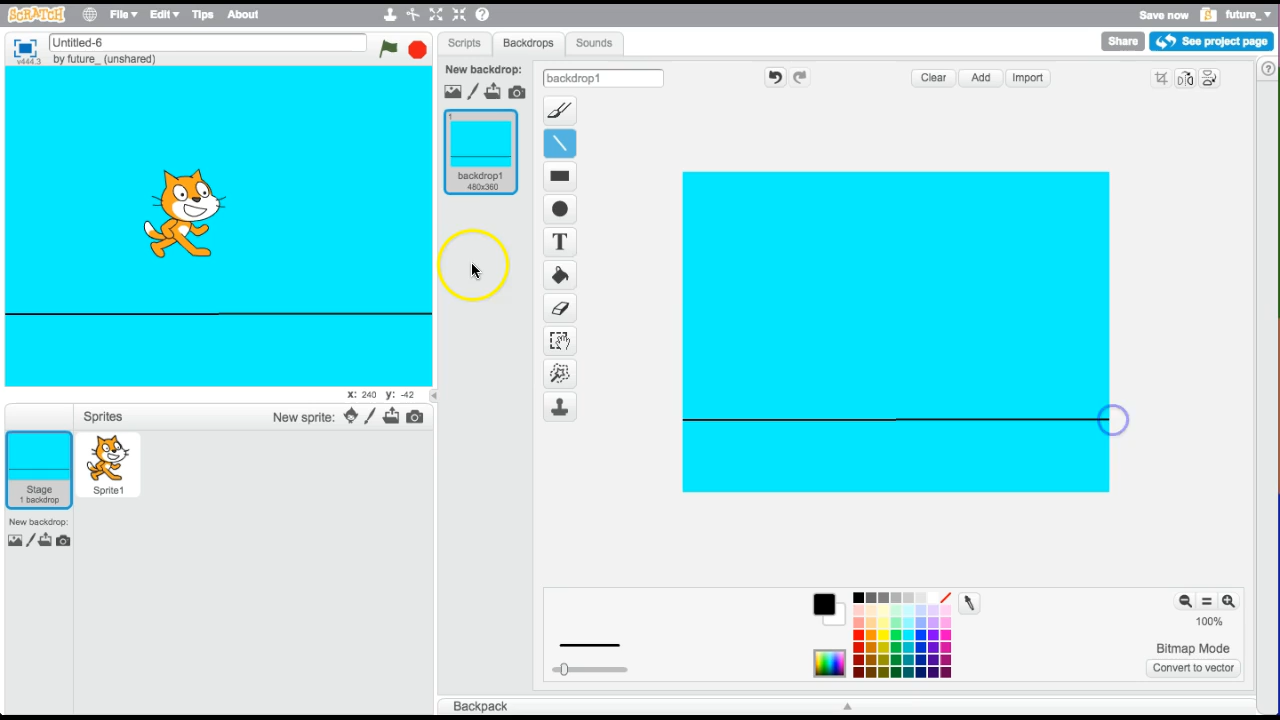 SCRATCH File Edit Tips About Save now future_
Untitled-6
by future_ (unshared)
v444.3
Scripts Backdrops Sounds
Share See project page
New backdrop:
backdrop1
Clear Add Import
1
backdrop1
480x360
T
x: 240 y: -42
Sprites New sprite:
Stage
1 backdrop
Sprite1
New backdrop:
100%
Bitmap Mode
Convert to vector
Backpack